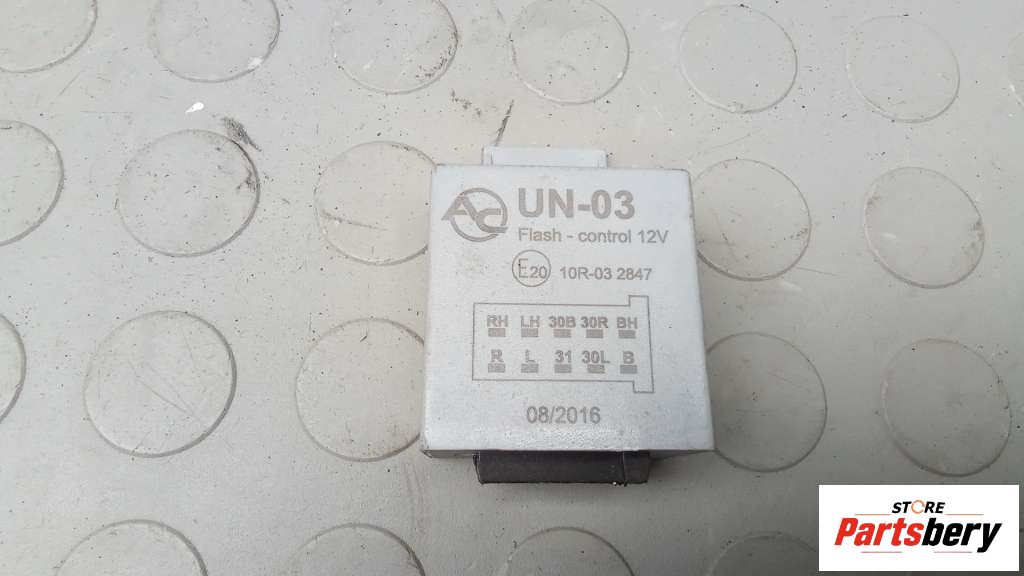 AC UN-03
Flash - control 12V
E20 10R-03 2847
RH LH 30B 30R BH
R L 31 30L B
08/2016
STORE
Partsbery